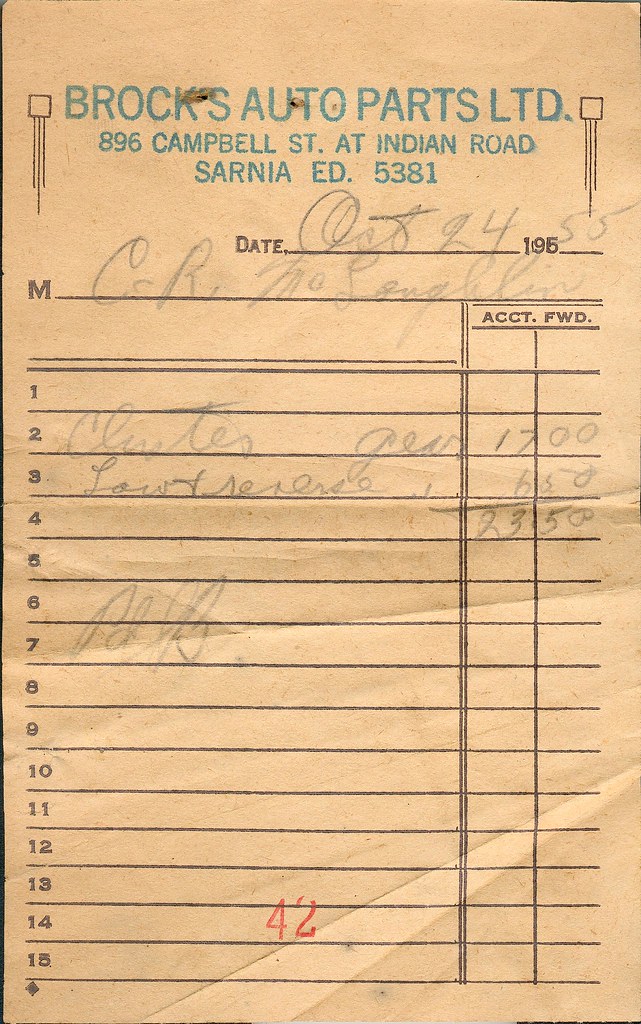 BROCK'S AUTO PARTS LTD.
896 CAMPBELL ST. AT INDIAN ROAD
SARNIA ED. 5381
DATE, Oct 24 195 55
M C. R. McLaughlin
ACCT. FWD.
1
2 Cluster gear 17 00
3 Low & reverse " 6 50
4 23 50
5
6
7
8
9
10
11
12
13
14 42
15